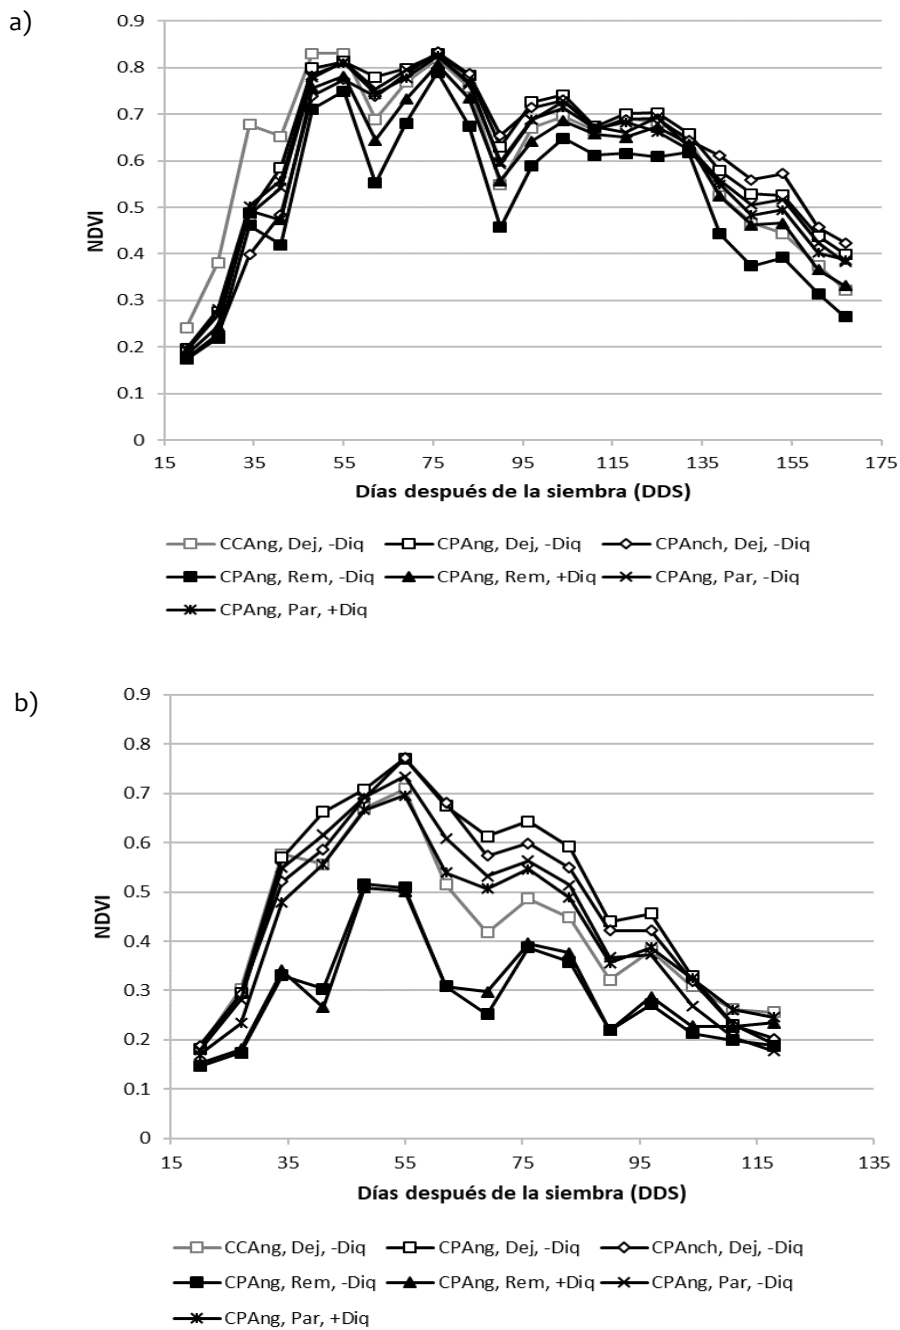 a)
0.9
0.8
0.7
0.6
0.5
0.4
0.3
0.2
0.1
0
NDVI
15 35 55 75 95 115 135 155 175
Días después de la siembra (DDS)
CCAng, Dej, -Diq CPAng, Dej, -Diq CPAnch, Dej, -Diq
CPAng, Rem, -Diq CPAng, Rem, +Diq CPAng, Par, -Diq
CPAng, Par, +Diq
b)
0.9
0.8
0.7
0.6
0.5
0.4
0.3
0.2
0.1
0
NDVI
15 35 55 75 95 115 135
Días después de la siembra (DDS)
CCAng, Dej, -Diq CPAng, Dej, -Diq CPAnch, Dej, -Diq
CPAng, Rem, -Diq CPAng, Rem, +Diq CPAng, Par, -Diq
CPAng, Par, +Diq